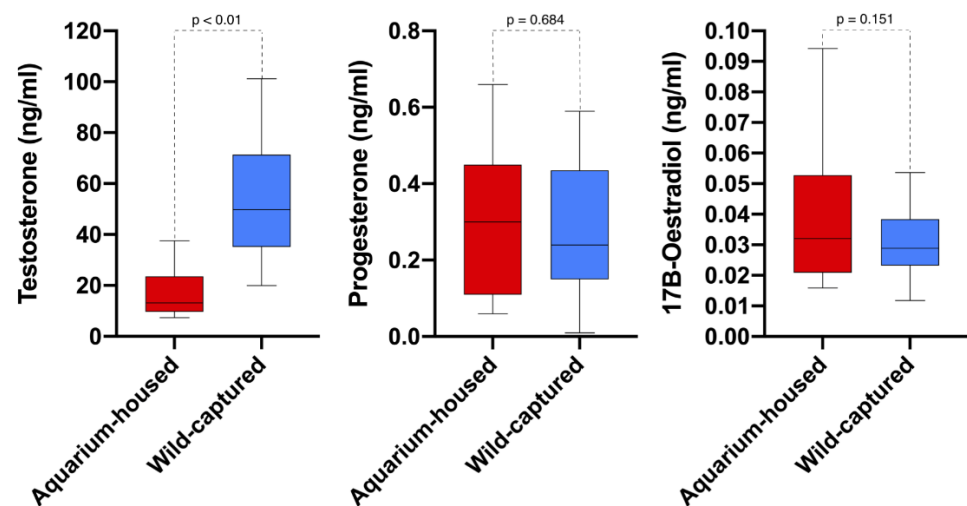 p < 0.01
Testosterone (ng/ml)
120
100
80
60
40
20
0
Aquarium-housed
Wild-captured
p = 0.684
Progesterone (ng/ml)
0.8
0.6
0.4
0.2
0.0
Aquarium-housed
Wild-captured
p = 0.151
17B-Oestradiol (ng/ml)
0.10
0.09
0.08
0.07
0.06
0.05
0.04
0.03
0.02
0.01
0.00
Aquarium-housed
Wild-captured